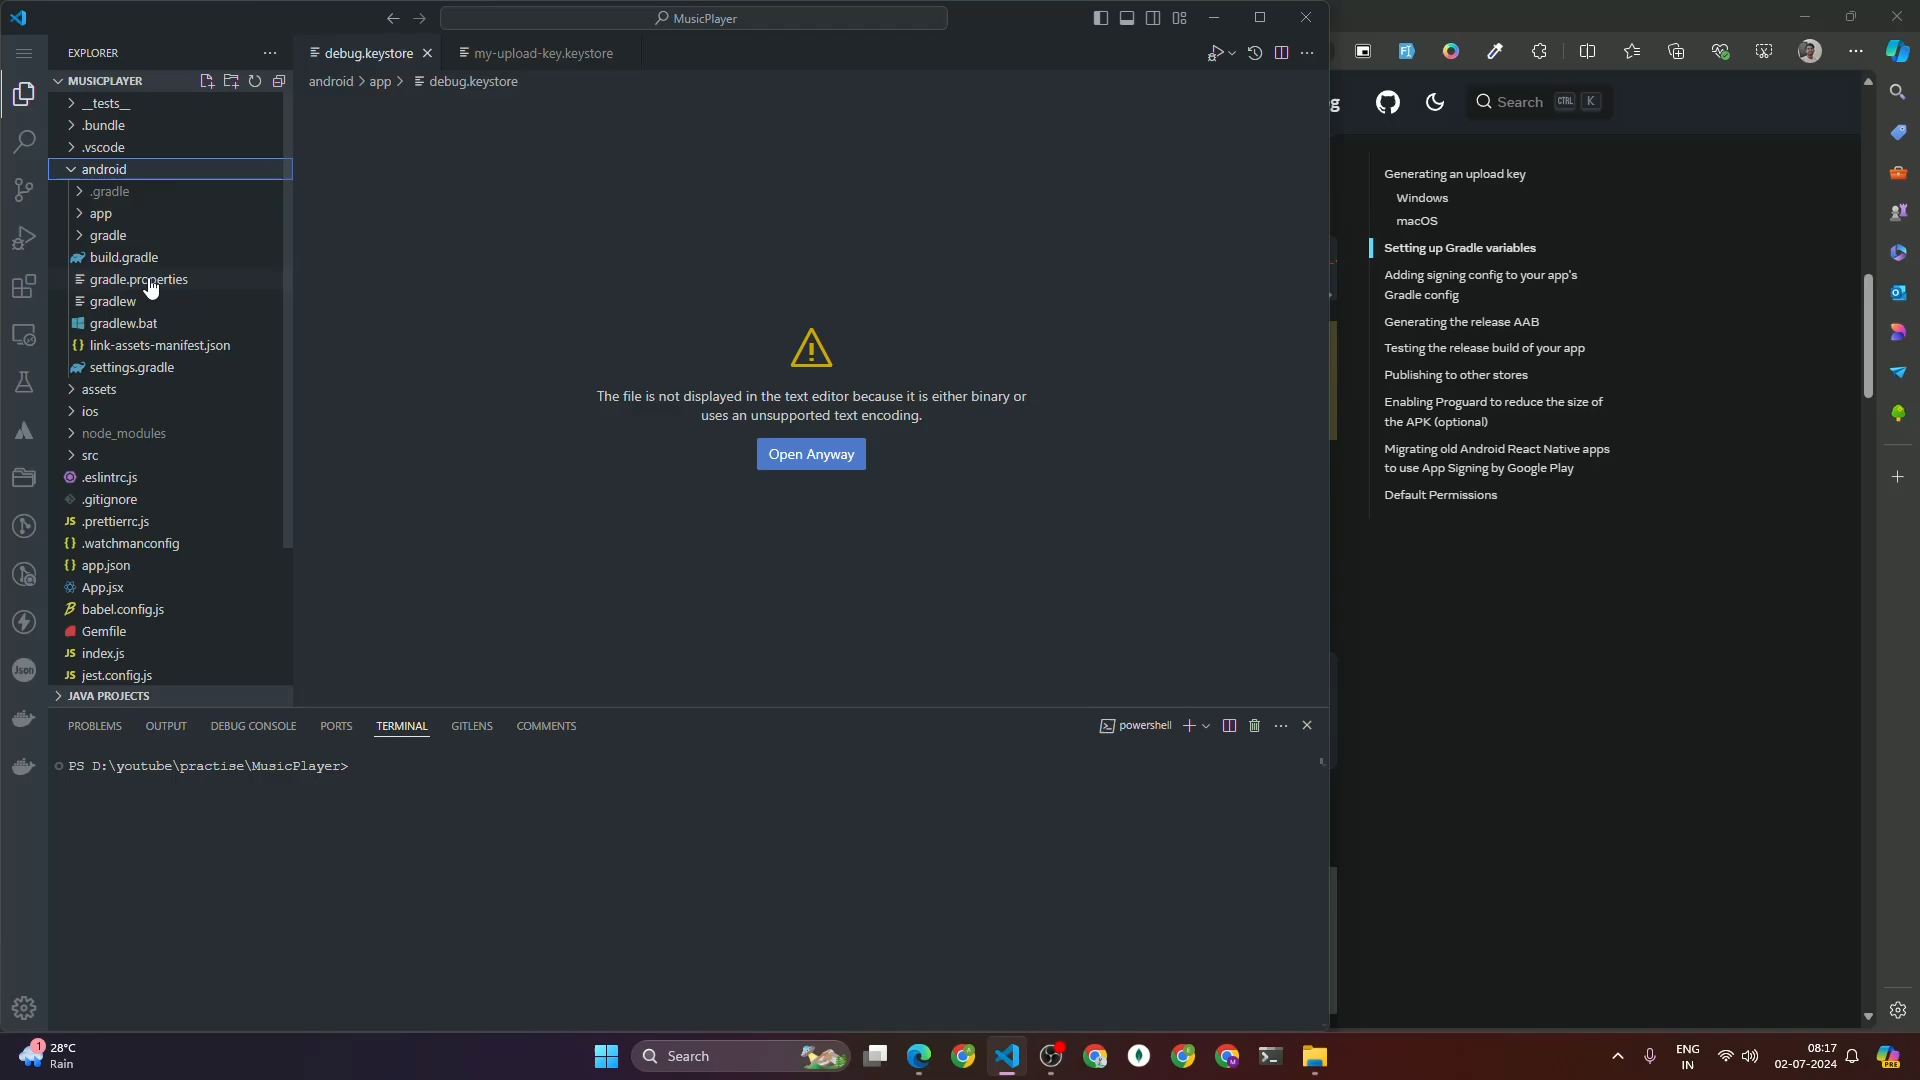 MusicPlayer
EXPLORER
debug.keystore
my-upload-key.keystore
MUSICPLAYER
android > app > debug.keystore
__tests__
.bundle
.vscode
android
.gradle
app
gradle
build.gradle
gradle.properties
gradlew
gradlew.bat
link-assets-manifest.json
settings.gradle
assets
ios
node_modules
src
.eslintrc.js
.gitignore
JS .prettierrc.js
{} .watchmanconfig
{} app.json
App.jsx
babel.config.js
Gemfile
JS index.js
JS jest.config.js
JAVA PROJECTS
The file is not displayed in the text editor because it is either binary or
uses an unsupported text encoding.
Open Anyway
PROBLEMS OUTPUT DEBUG CONSOLE PORTS TERMINAL GITLENS COMMENTS
powershell
PS D:\youtube\practise\MusicPlayer>
Json
g
Search CTRL K
Generating an upload key
Windows
macOS
Setting up Gradle variables
Adding signing config to your app's
Gradle config
Generating the release AAB
Testing the release build of your app
Publishing to other stores
Enabling Proguard to reduce the size of
the APK (optional)
Migrating old Android React Native apps
to use App Signing by Google Play
Default Permissions
1
28°C
Rain
Search
ENG
IN
08:17
02-07-2024
PRE